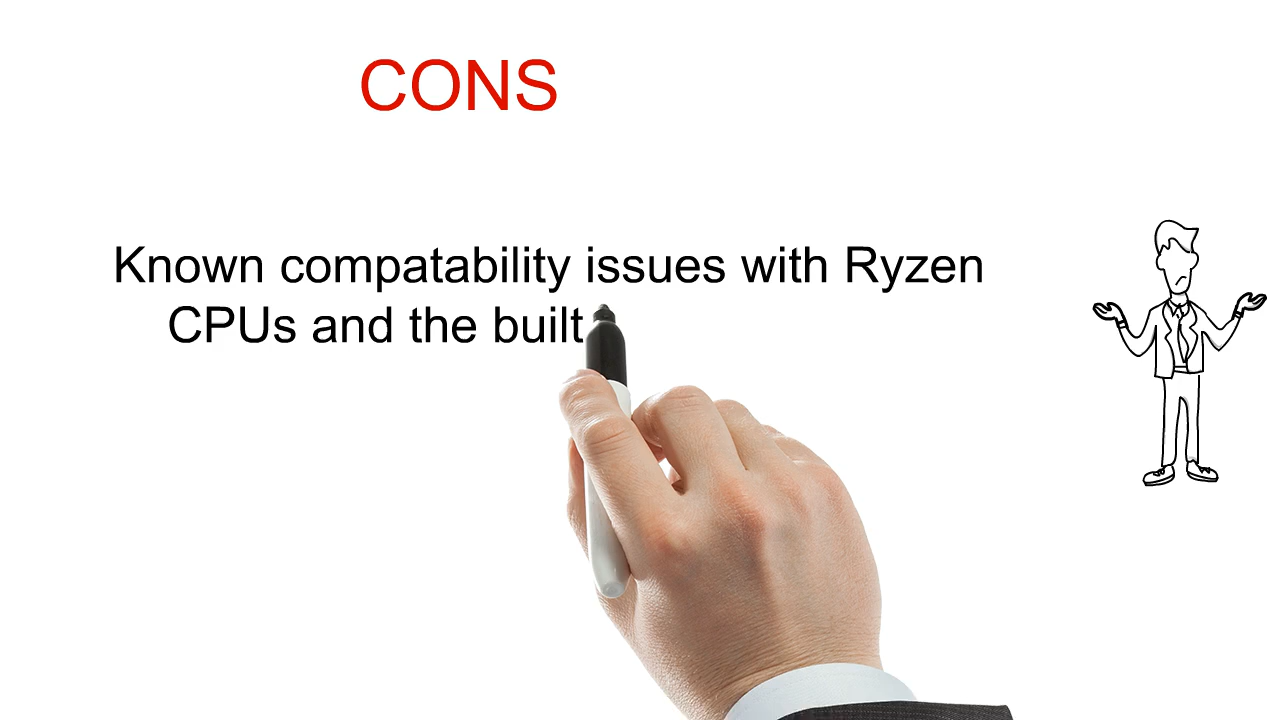 CONS
Known compatability issues with Ryzen
CPUs and the built